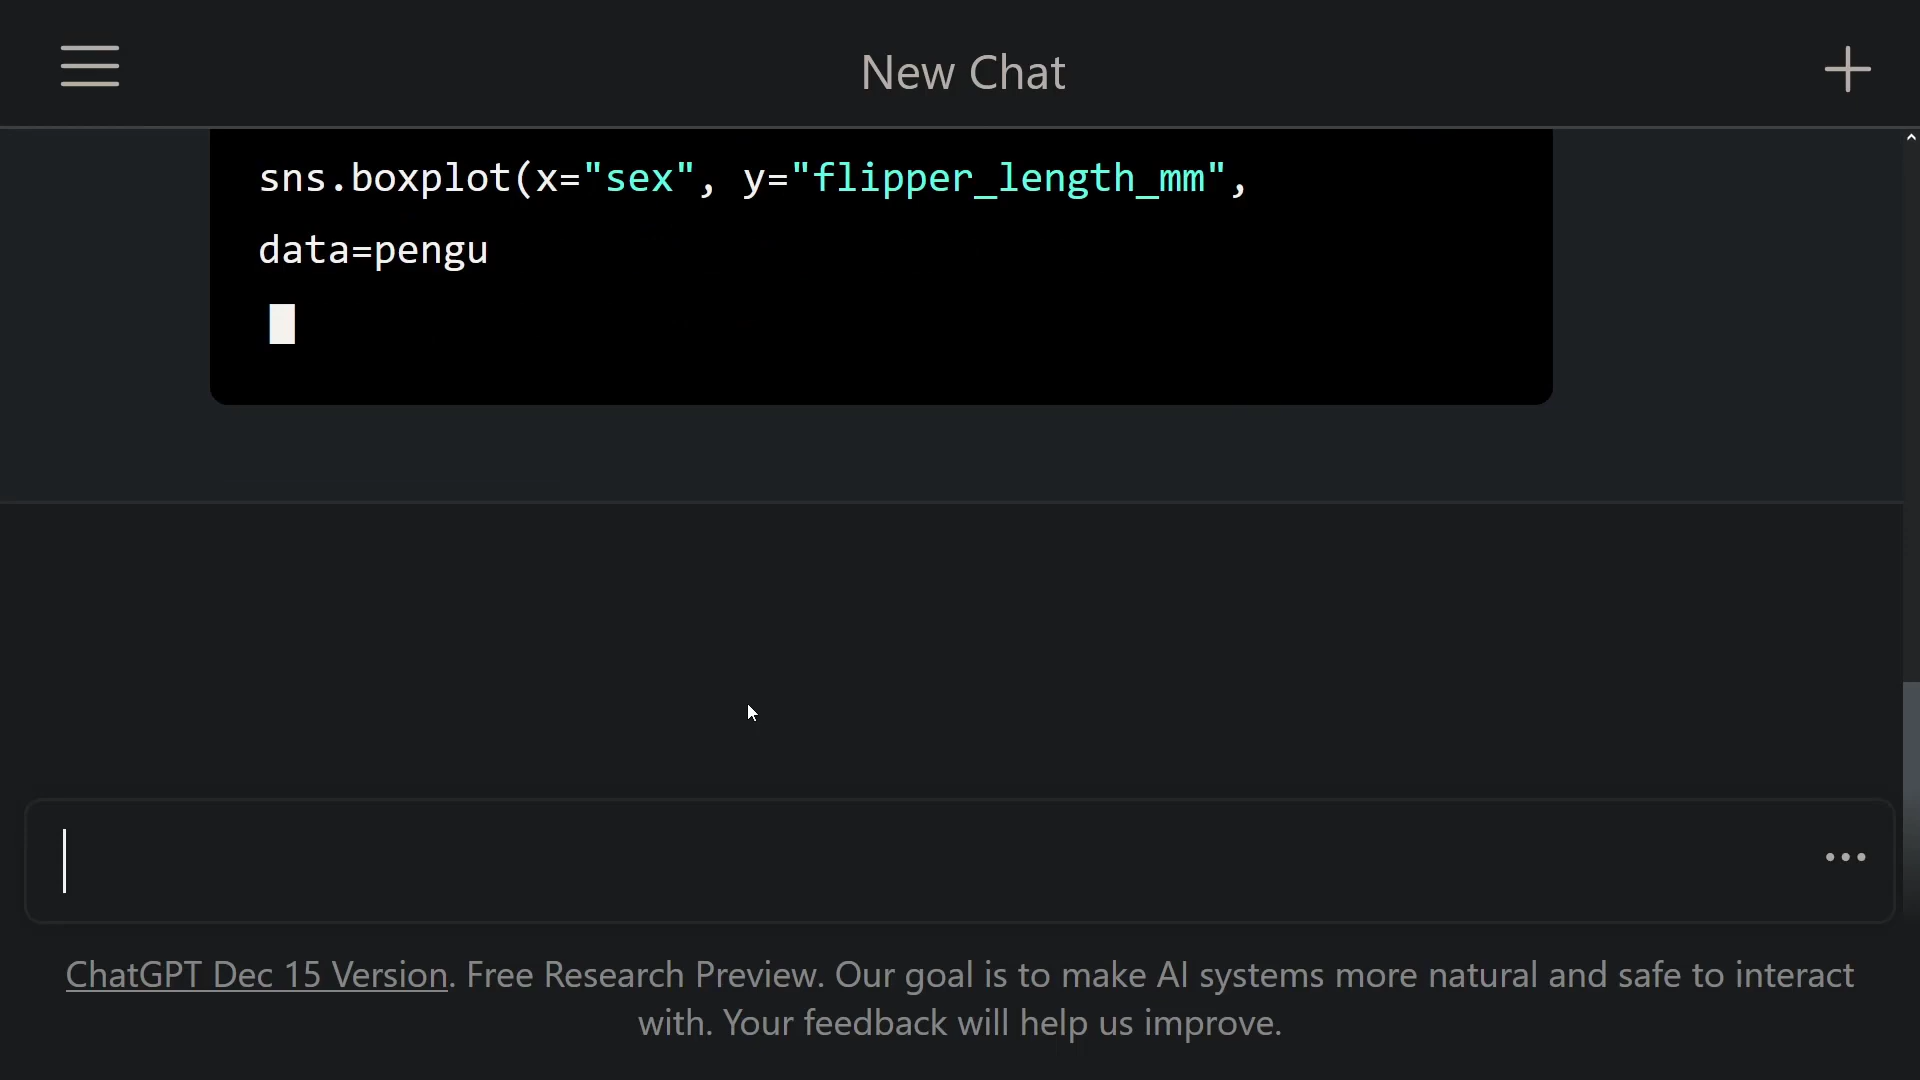 New Chat
sns.boxplot(x="sex", y="flipper_length_mm",
data=pengu
ChatGPT Dec 15 Version. Free Research Preview. Our goal is to make AI systems more natural and safe to interact
with. Your feedback will help us improve.